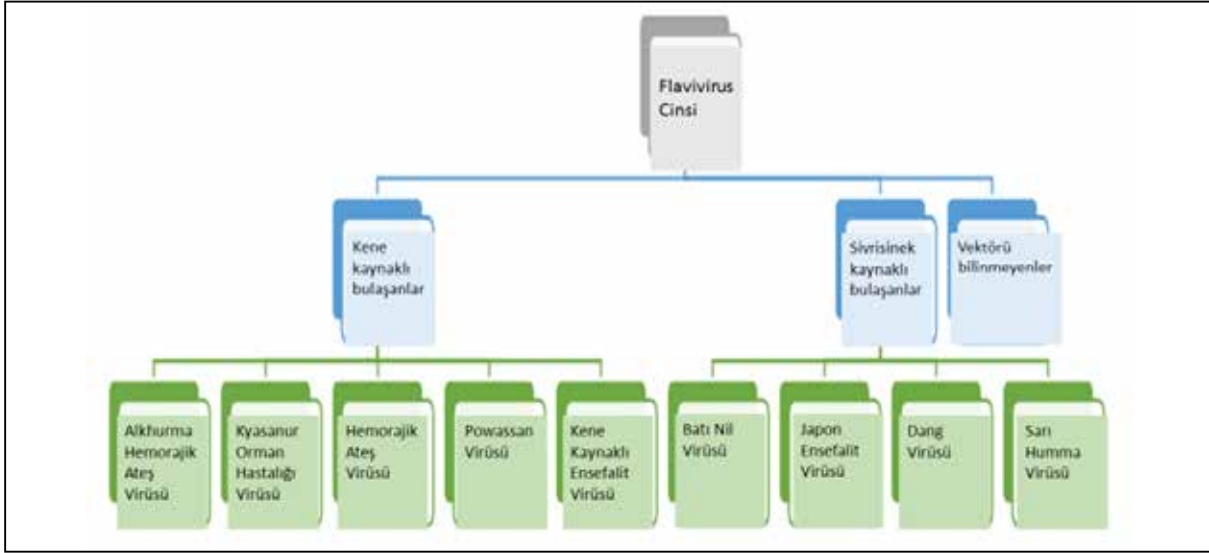 Flavivirus
Cinsi
Kene
kaynaklı
bulaşanlar
Sivrisinek
kaynaklı
bulaşanlar
Vektörü
bilinmeyenler
Alkhurma
Hemorajik
Ateş
Virüsü
Kyasanur
Orman
Hastalığı
Virüsü
Hemorajik
Ateş
Virüsü
Powassan
Virüsü
Kene
Kaynaklı
Ensefalit
Virüsü
Batı Nil
Virüsü
Japon
Ensefalit
Virüsü
Dang
Virüsü
Sarı
Humma
Virüsü